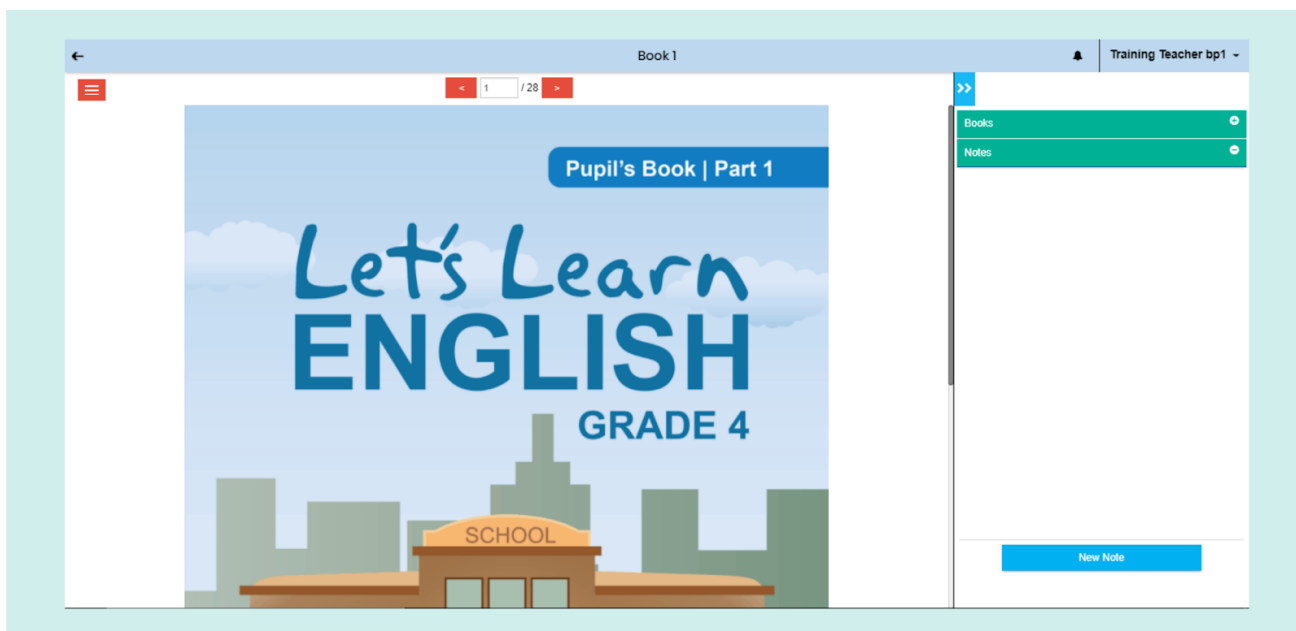 Book 1
Training Teacher bp1
< 1 / 28 >
>>
Books
Notes
Pupil's Book | Part 1
Let's Learn
ENGLISH
GRADE 4
SCHOOL
New Note